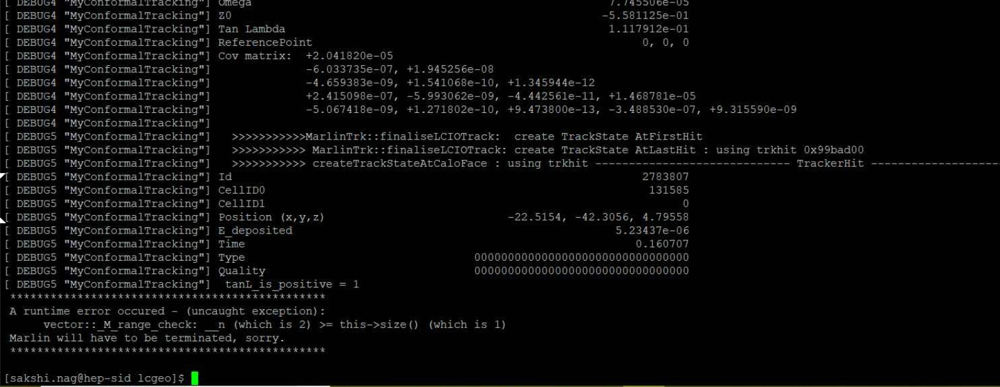 [ DEBUG4 "MyConformalTracking"] Omega 7.745506e-05
[ DEBUG4 "MyConformalTracking"] Z0 -5.581125e-01
[ DEBUG4 "MyConformalTracking"] Tan Lambda 1.117912e-01
[ DEBUG4 "MyConformalTracking"] ReferencePoint 0, 0, 0
[ DEBUG4 "MyConformalTracking"] Cov matrix: +2.041820e-05
[ DEBUG4 "MyConformalTracking"] -6.033735e-07, +1.945256e-08
[ DEBUG4 "MyConformalTracking"] -4.659383e-09, +1.541068e-10, +1.345944e-12
[ DEBUG4 "MyConformalTracking"] +2.415098e-07, -5.993062e-09, -4.442561e-11, +1.468781e-05
[ DEBUG4 "MyConformalTracking"] -5.067418e-09, +1.271802e-10, +9.473800e-13, -3.488530e-07, +9.315590e-09
[ DEBUG4 "MyConformalTracking"]
[ DEBUG5 "MyConformalTracking"] >>>>>>>>>>>MarlinTrk::finaliseLCIOTrack: create TrackState AtFirstHit
[ DEBUG5 "MyConformalTracking"] >>>>>>>>>>> MarlinTrk::finaliseLCIOTrack: create TrackState AtLastHit : using trkhit 0x99bad00
[ DEBUG5 "MyConformalTracking"] >>>>>>>>>>> createTrackStateAtCaloFace : using trkhit ----------------------------- TrackerHit -------------------
[ DEBUG5 "MyConformalTracking"] Id 2783807
[ DEBUG5 "MyConformalTracking"] CellID0 131585
[ DEBUG5 "MyConformalTracking"] CellID1 0
[ DEBUG5 "MyConformalTracking"] Position (x,y,z) -22.5154, -42.3056, 4.79558
[ DEBUG5 "MyConformalTracking"] E_deposited 5.23437e-06
[ DEBUG5 "MyConformalTracking"] Time 0.160707
[ DEBUG5 "MyConformalTracking"] Type 00000000000000000000000000000000
[ DEBUG5 "MyConformalTracking"] Quality 00000000000000000000000000000000
[ DEBUG5 "MyConformalTracking"] tanL_is_positive = 1
***********************************************
A runtime error occured - (uncaught exception):
vector::_M_range_check: __n (which is 2) >= this->size() (which is 1)
Marlin will have to be terminated, sorry.
***********************************************
[sakshi.nag@hep-sid lcgeo]$